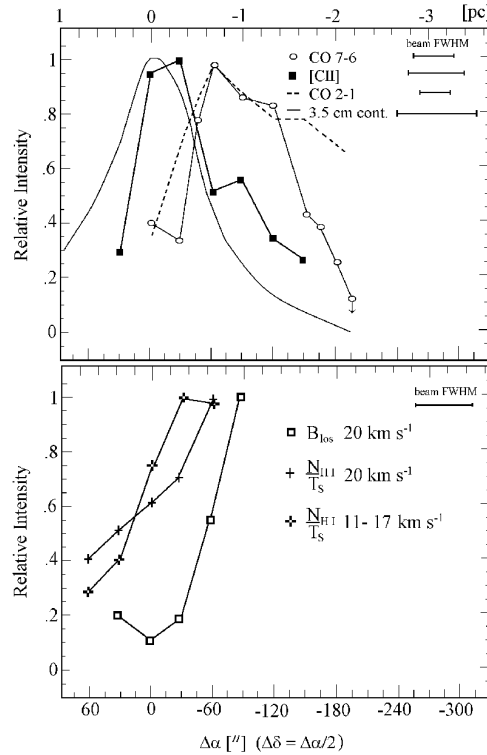 1 0 -1 -2 -3 [pc]
beam FWHM
CO 7-6
[CII]
CO 2-1
3.5 cm cont.
1
.8
.6
.4
.2
0
Relative Intensity
beam FWHM
B_los 20 km s⁻¹
N_HI/T_S 20 km s⁻¹
N_HI/T_S 11- 17 km s⁻¹
1
.8
.6
.4
.2
0
Relative Intensity
60 0 -60 -120 -180 -240 -300
Δα ["] (Δδ = Δα/2)